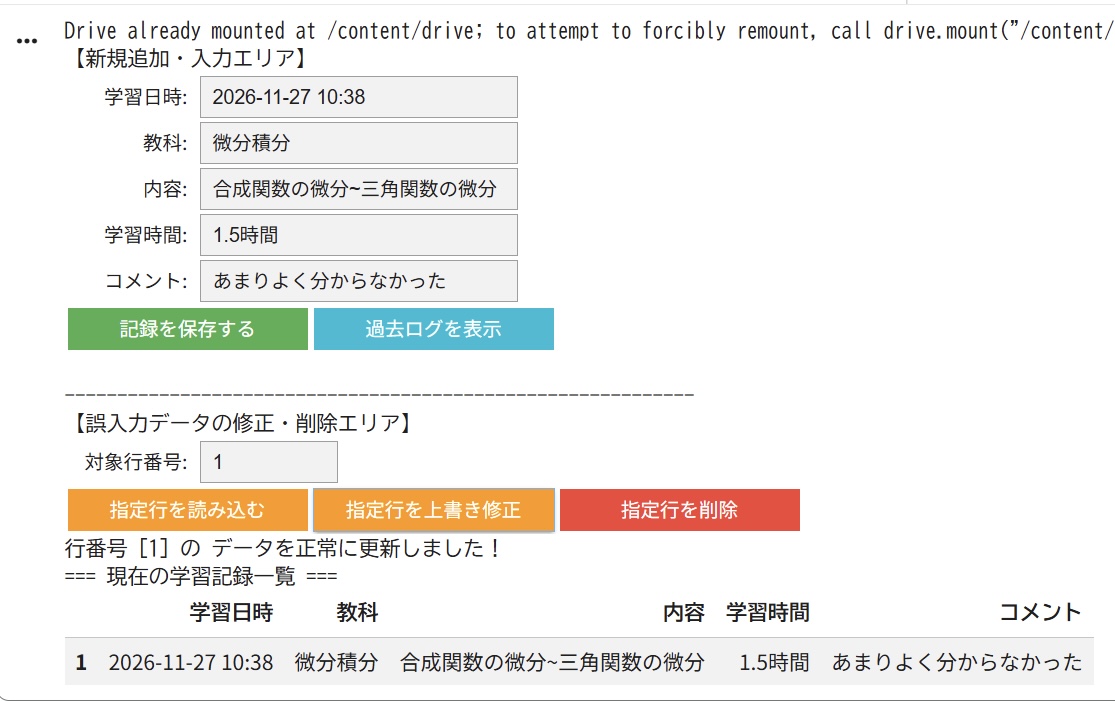 Drive already mounted at /content/drive; to attempt to forcibly remount, call drive.mount("/content/
【新規追加・入力エリア】
学習日時: 2026-11-27 10:38
教科: 微分積分
内容: 合成関数の微分~三角関数の微分
学習時間: 1.5時間
コメント: あまりよく分からなかった
記録を保存する 過去ログを表示
------------------------------------------------------------
【誤入力データの修正・削除エリア】
対象行番号: 1
指定行を読み込む 指定行を上書き修正 指定行を削除
行番号 [1] の データを正常に更新しました！
=== 現在の学習記録一覧 ===
学習日時 教科 内容 学習時間 コメント
1 2026-11-27 10:38 微分積分 合成関数の微分~三角関数の微分 1.5時間 あまりよく分からなかった